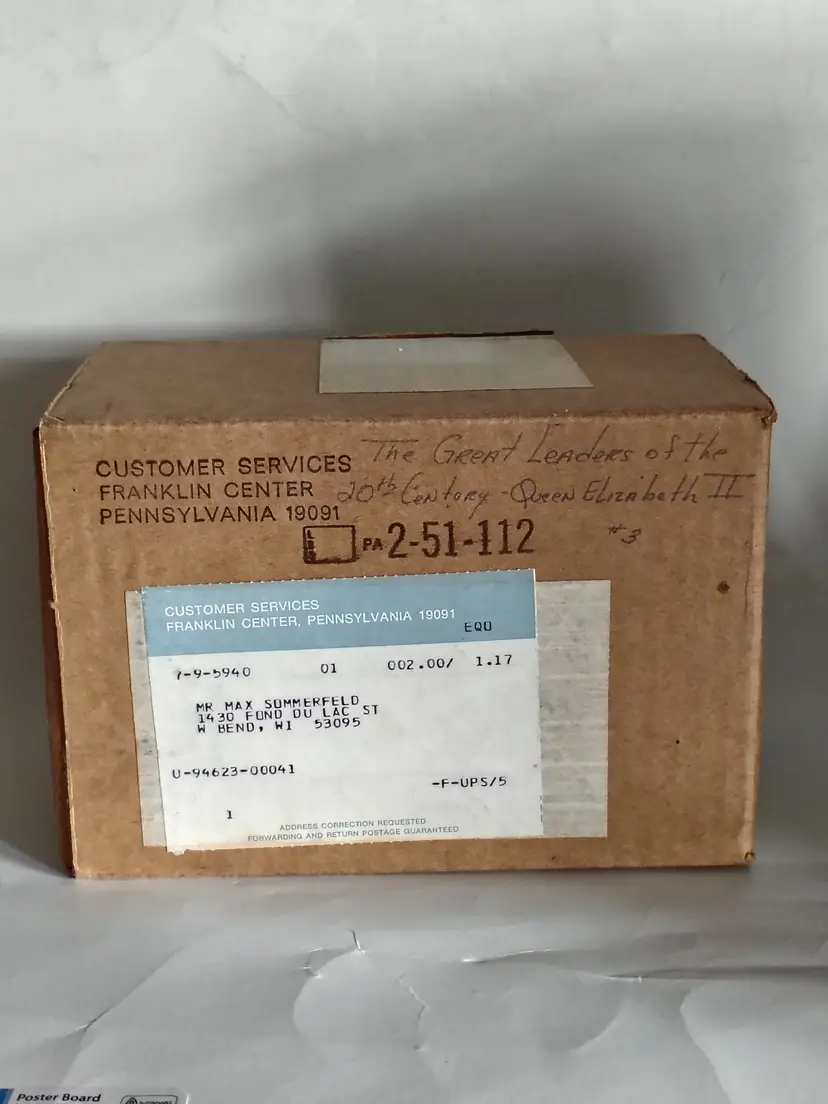 CUSTOMER SERVICES
FRANKLIN CENTER
PENNSYLVANIA 19091
The Great Leaders of the
20th Century - Queen Elizabeth II
#3
PA 2-51-112
CUSTOMER SERVICES
FRANKLIN CENTER, PENNSYLVANIA 19091
EQU
7-9-5940 01 002.00/ 1.17
MR MAX SOMMERFELD
1430 FOND DU LAC ST
W BEND, WI 53095
U-94623-00041
-F-UPS/5
1
ADDRESS CORRECTION REQUESTED
FORWARDING AND RETURN POSTAGE GUARANTEED
Poster Board